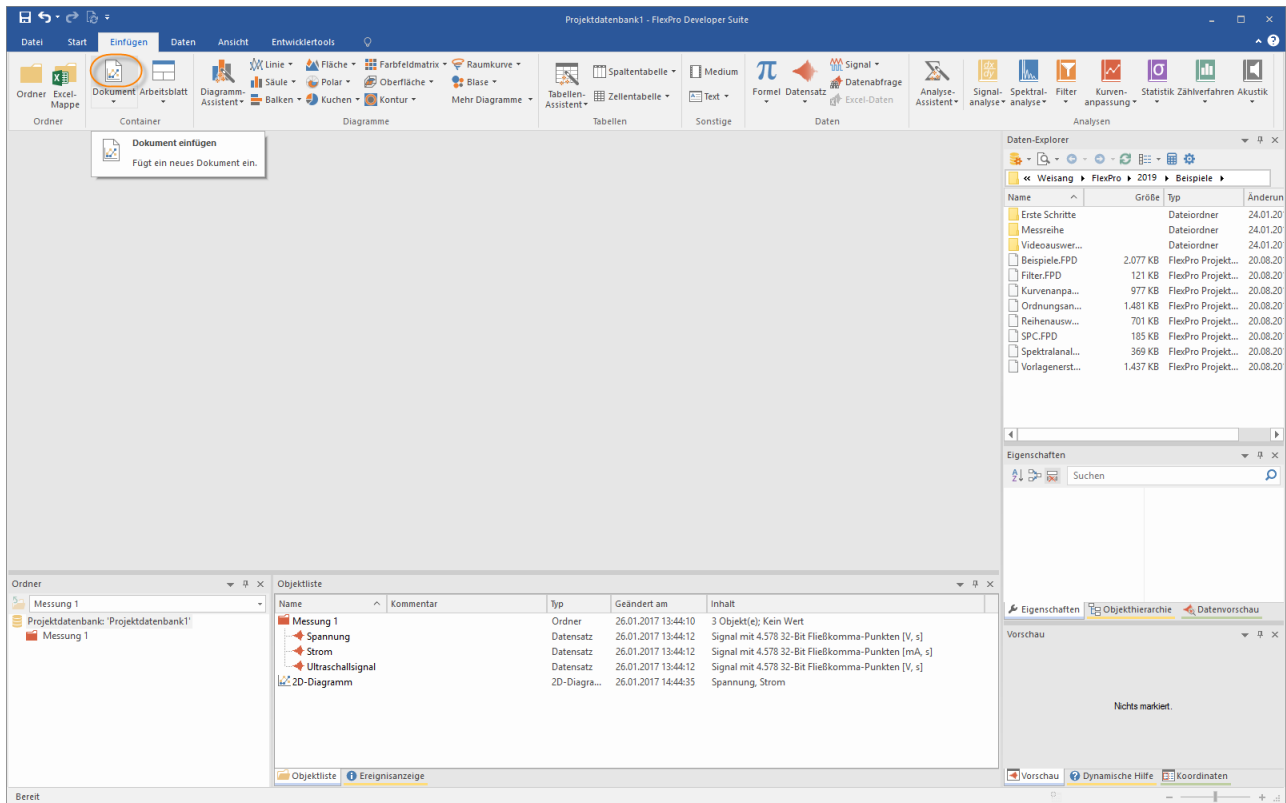 Projektdatenbank1 - FlexPro Developer Suite
Datei Start Einfügen Daten Ansicht Entwicklertools
Ordner Excel-Mappe
Ordner
Dokument Arbeitsblatt
Container
Diagramm-Assistent
Linie Fläche Farbfeldmatrix Raumkurve
Säule Polar Oberfläche Blase
Balken Kuchen Kontur Mehr Diagramme
Diagramme
Tabellen-Assistent
Spaltentabelle
Zellentabelle
Tabellen
Medium
Text
Sonstige
Formel Datensatz
Signal
Datenabfrage
Excel-Daten
Daten
Analyse-Assistent
Signal-analyse
Spektral-analyse
Filter
Kurven-anpassung
Statistik Zählverfahren Akustik
Analysen
Dokument einfügen
Fügt ein neues Dokument ein.
Daten-Explorer
« Weisang FlexPro 2019 Beispiele
Name Größe Typ Änderun
Erste Schritte Dateiordner 24.01.20
Messreihe Dateiordner 24.01.20
Videoauswer... Dateiordner 24.01.20
Beispiele.FPD 2.077 KB FlexPro Projekt... 20.08.20
Filter.FPD 121 KB FlexPro Projekt... 20.08.20
Kurvenanpa... 977 KB FlexPro Projekt... 20.08.20
Ordnungsan... 1.481 KB FlexPro Projekt... 20.08.20
Reihenausw... 701 KB FlexPro Projekt... 20.08.20
SPC.FPD 185 KB FlexPro Projekt... 20.08.20
Spektralanal... 369 KB FlexPro Projekt... 20.08.20
Vorlagenerst... 1.437 KB FlexPro Projekt... 20.08.20
Eigenschaften
Suchen
Eigenschaften Objekthierarchie Datenvorschau
Vorschau
Nichts markiert.
Vorschau Dynamische Hilfe Koordinaten
Ordner
Messung 1
Projektdatenbank: 'Projektdatenbank1'
Messung 1
Objektliste
Name Kommentar Typ Geändert am Inhalt
Messung 1 Ordner 26.01.2017 13:44:10 3 Objekt(e); Kein Wert
Spannung Datensatz 26.01.2017 13:44:12 Signal mit 4.578 32-Bit Fließkomma-Punkten [V, s]
Strom Datensatz 26.01.2017 13:44:12 Signal mit 4.578 32-Bit Fließkomma-Punkten [mA, s]
Ultraschallsignal Datensatz 26.01.2017 13:44:12 Signal mit 4.578 32-Bit Fließkomma-Punkten [V, s]
2D-Diagramm 2D-Diagra... 26.01.2017 14:44:35 Spannung, Strom
Objektliste Ereignisanzeige
Bereit